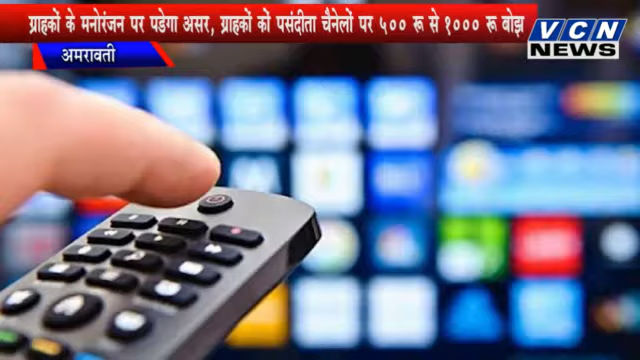 ग्राहकों के मनोरंजन पर पडेगा असर, ग्राहकों कों पसंदीता चैनेलों पर ५०० रू से १००० रू बोझ
अमरावती
VCN
NEWS